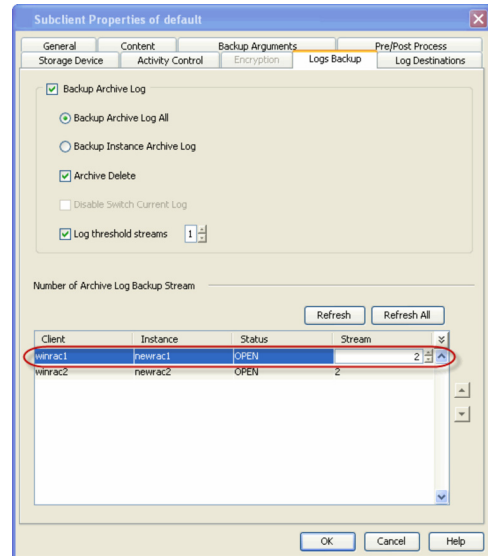 Subclient Properties of default
General Content Backup Arguments Pre/Post Process
Storage Device Activity Control Encryption Logs Backup Log Destinations
Backup Archive Log
Backup Archive Log All
Backup Instance Archive Log
Archive Delete
Disable Switch Current Log
Log threshold streams 1
Number of Archive Log Backup Stream
Refresh Refresh All
Client Instance Status Stream
winrac1 newrac1 OPEN 2
winrac2 newrac2 OPEN 2
OK Cancel Help